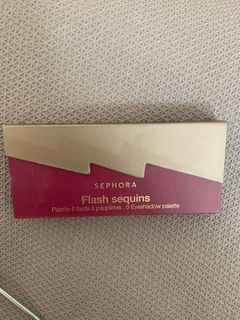 SEPHORA
Flash sequins
Palette 6 fards à paupières . 6 Eyeshadow palette